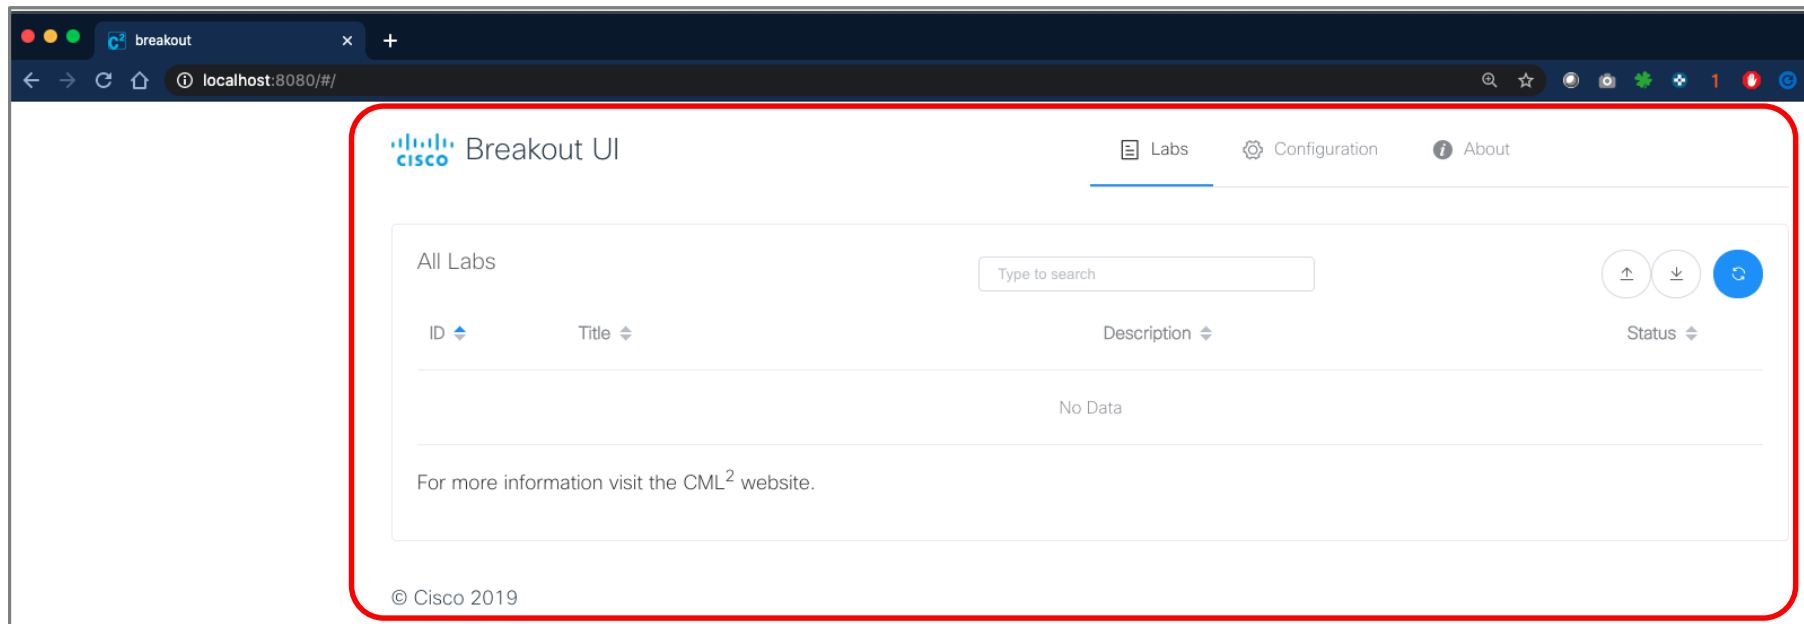 breakout
localhost:8080/#/
1
cisco Breakout UI
Labs Configuration About
All Labs
Type to search
ID Title Description Status
No Data
For more information visit the CML² website.
© Cisco 2019